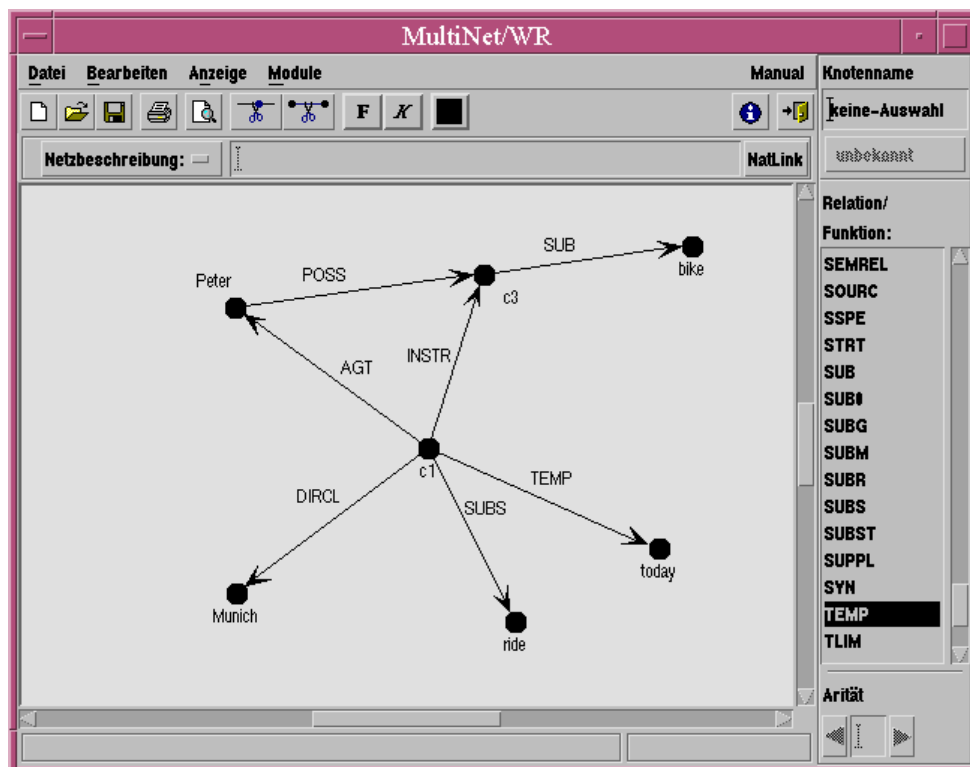 MultiNet/WR
Datei Bearbeiten Anzeige Module Manual
Knotenname
F K
keine-Auswahl
unbekannt
Netzbeschreibung: NatLink
Relation/
Funktion:
SEMREL
SOURC
SSPE
STRT
SUB
SUB0
SUBG
SUBM
SUBR
SUBS
SUBST
SUPPL
SYN
TEMP
TLIM
Arität
Peter
POSS
SUB
bike
c3
INSTR
AGT
c1
DIRCL
SUBS
TEMP
today
Munich
ride